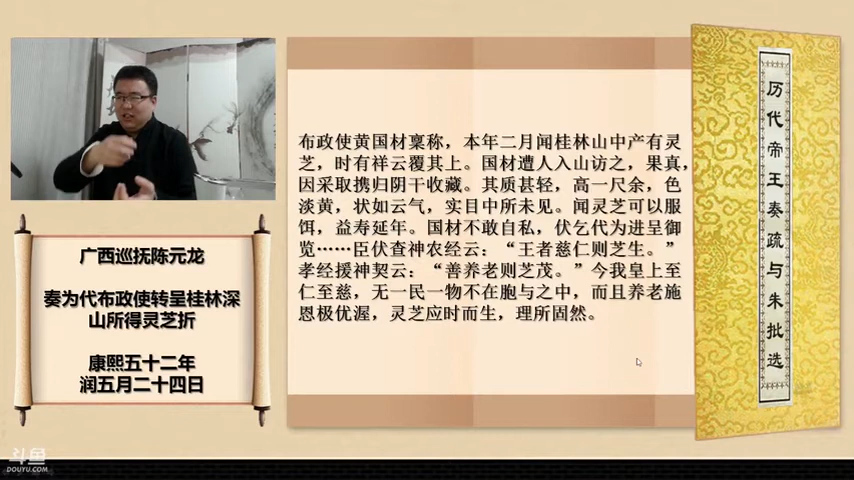 布政使黄国材稟称，本年二月闻桂林山中产有灵
芝，时有祥云覆其上。国材遭人入山访之，果真，
因采取携归阴干收藏。其质甚轻，高一尺余，色
淡黄，状如云气，实目中所未见。闻灵芝可以服
饵，益寿延年。国材不敢自私，伏乞代为进呈御
览……臣伏查神农经云：“王者慈仁则芝生。”
孝经援神契云：“善养老则芝茂。”今我皇上至
仁至慈，无一民一物不在胞与之中，而且养老施
恩极优渥，灵芝应时而生，理所固然。
广西巡抚陈元龙
奏为代布政使转呈桂林深
山所得灵芝折
康熙五十二年
润五月二十四日
历代帝王奏疏与朱批选
斗鱼
DOUYU.COM